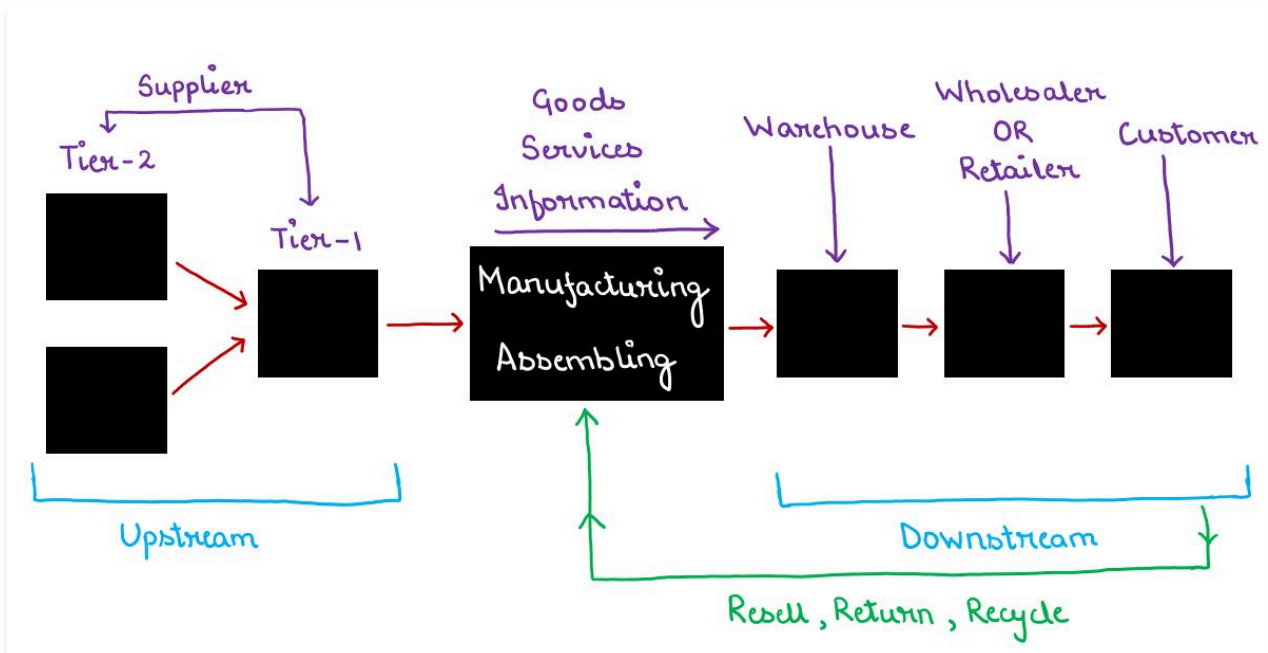 Supplier
Tier-2
Tier-1
Goods
Services
Information
Manufacturing
Assembling
Warehouse
Wholesaler
OR
Retailer
Customer
Upstream
Downstream
Resell, Return, Recycle